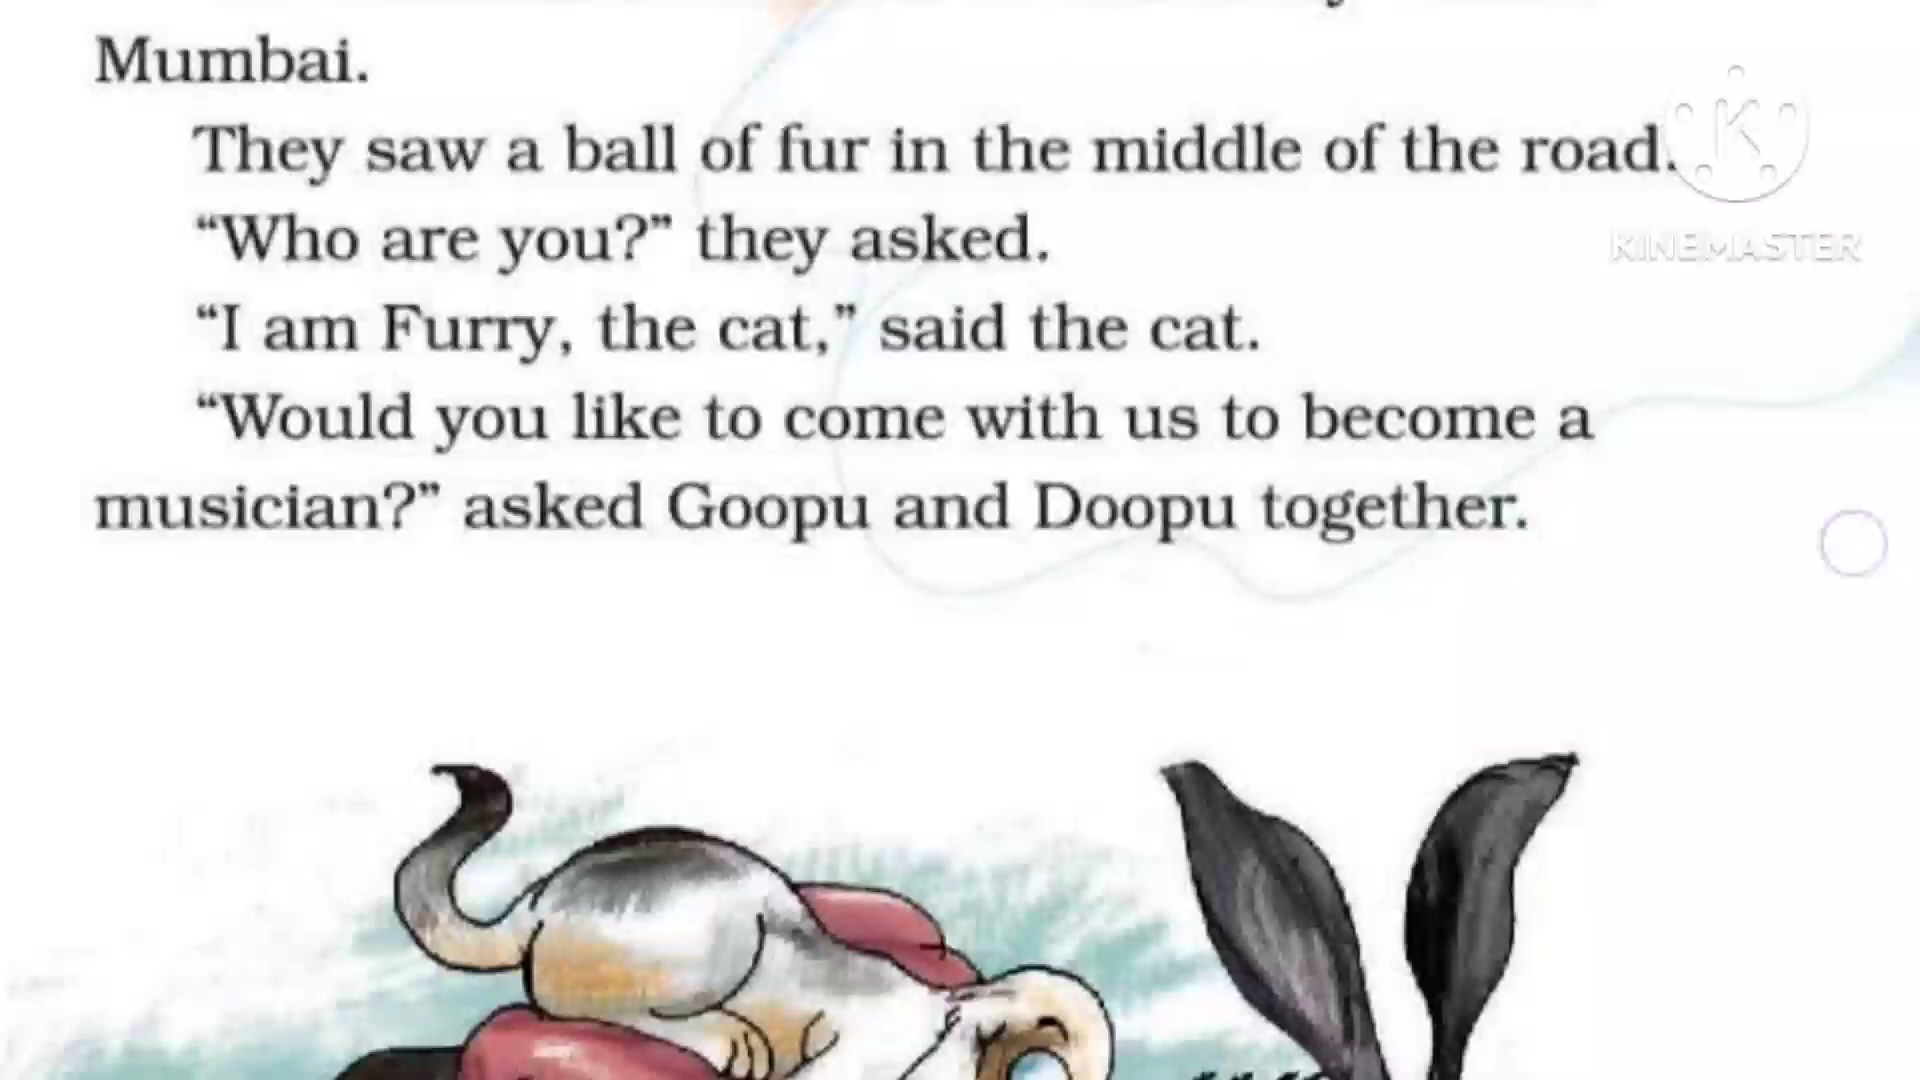 Mumbai.
They saw a ball of fur in the middle of the road.
“Who are you?” they asked.
“I am Furry, the cat,” said the cat.
“Would you like to come with us to become a
musician?” asked Goopu and Doopu together.
K
KINEMASTER